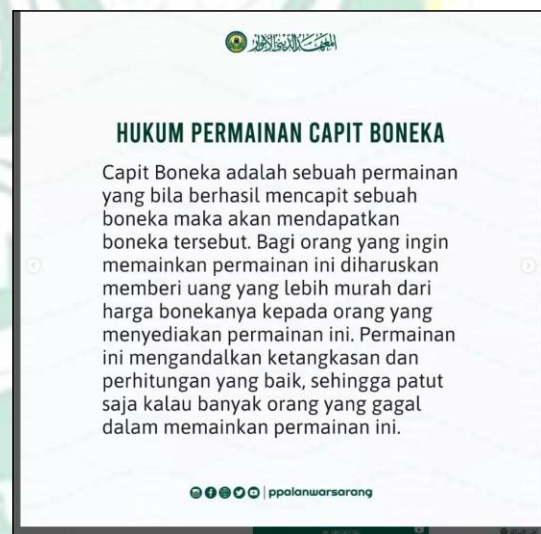 HUKUM PERMAINAN CAPIT BONEKA
Capit Boneka adalah sebuah permainan
yang bila berhasil mencapit sebuah
boneka maka akan mendapatkan
boneka tersebut. Bagi orang yang ingin
memainkan permainan ini diharuskan
memberi uang yang lebih murah dari
harga bonekanya kepada orang yang
menyediakan permainan ini. Permainan
ini mengandalkan ketangkasan dan
perhitungan yang baik, sehingga patut
saja kalau banyak orang yang gagal
dalam memainkan permainan ini.
ppalanwarsarang